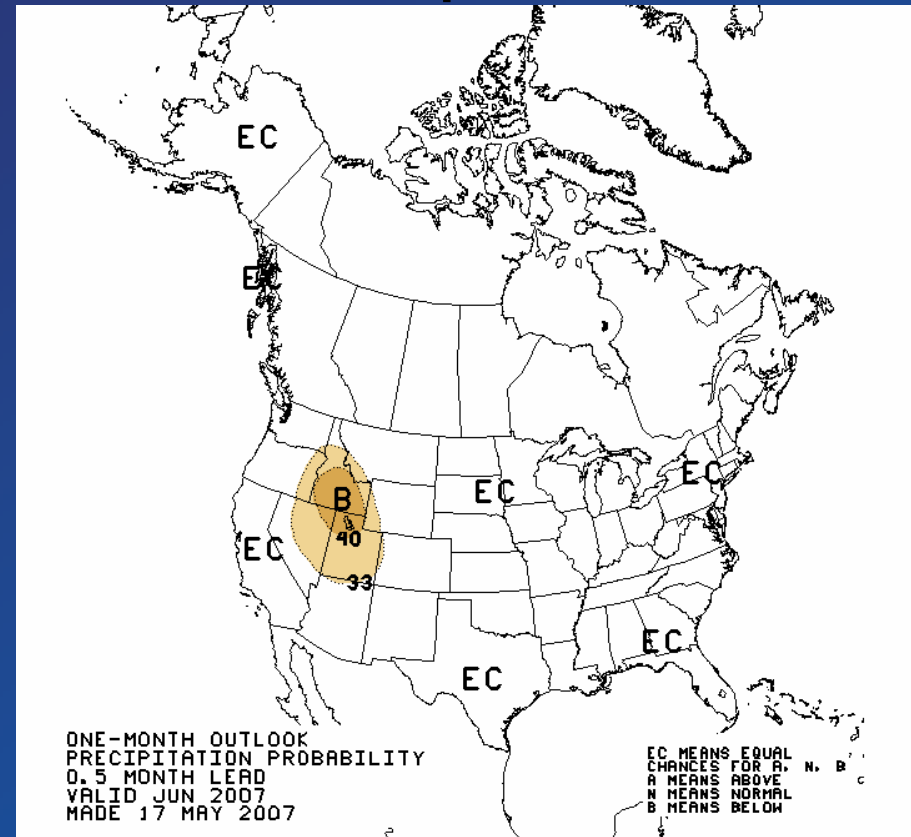 EC
EC
B
EC
EC
EC
40
33
EC
EC
ONE-MONTH OUTLOOK
PRECIPITATION PROBABILITY
0.5 MONTH LEAD
VALID JUN 2007
MADE 17 MAY 2007
EC MEANS EQUAL
CHANCES FOR A, N, B
A MEANS ABOVE
N MEANS NORMAL
B MEANS BELOW